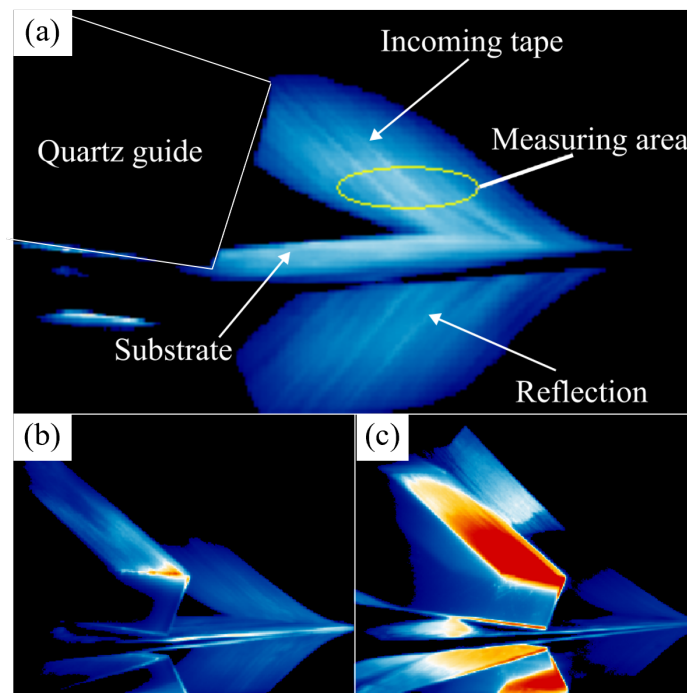 (a)
Incoming tape
Quartz guide
Measuring area
Substrate
Reflection
(b)
(c)